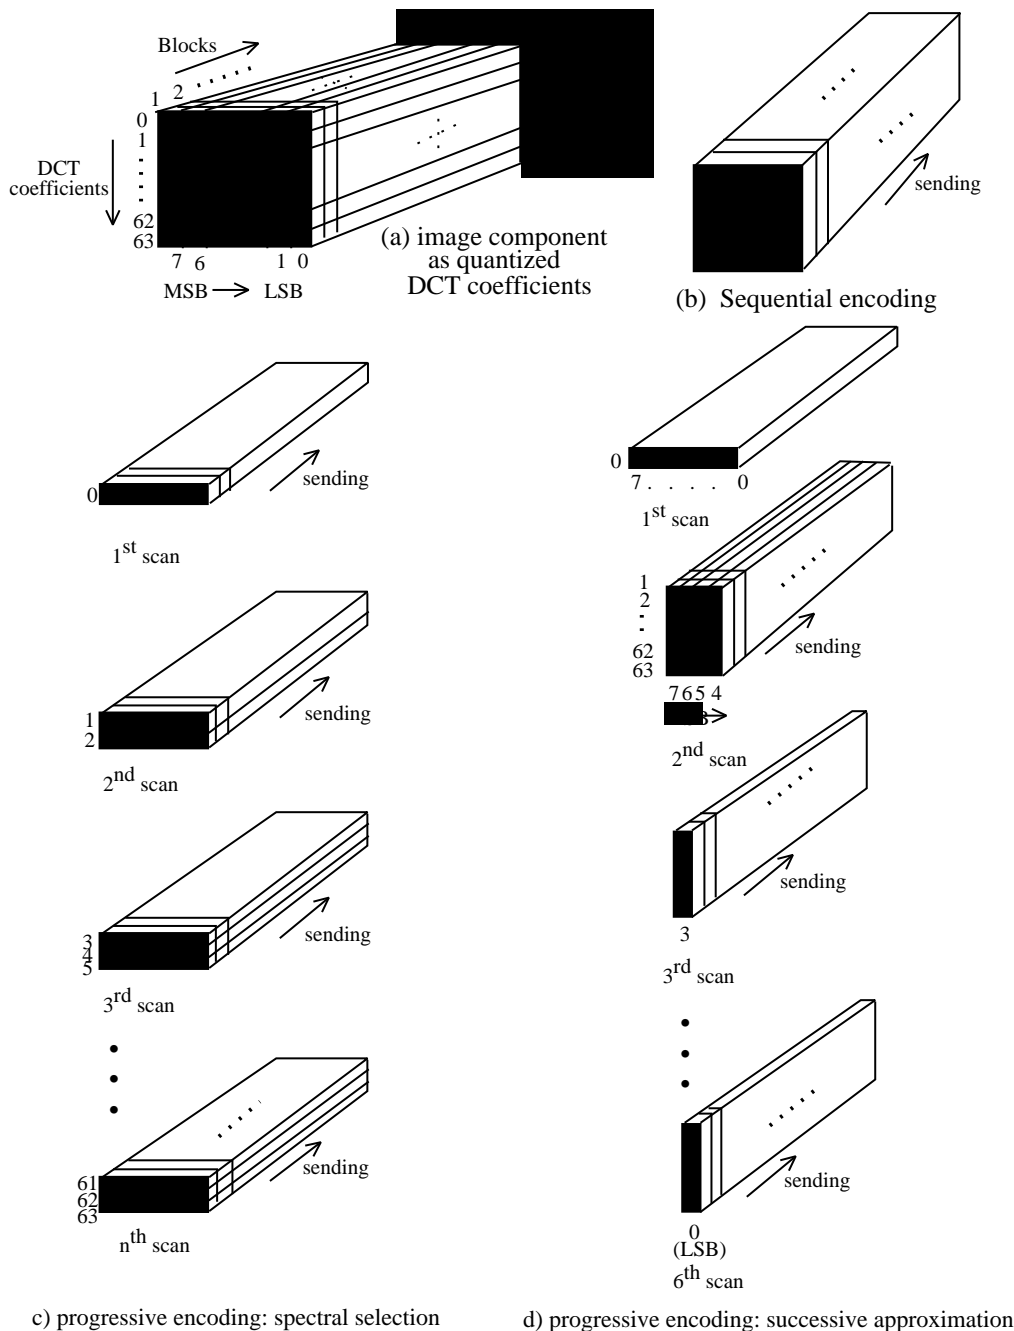 Blocks
1 2
0
1
DCT
coefficients
62
63
7 6 1 0
MSB LSB
(a) image component
as quantized
DCT coefficients
sending
(b) Sequential encoding
0
sending
1st scan
1
2
sending
2nd scan
3
4
5
sending
3rd scan
61
62
63
sending
nth scan
c) progressive encoding: spectral selection
0
7 . . . . 0
1st scan
1
2
62
63
sending
7 6 5 4
2nd scan
sending
3
3rd scan
sending
0
(LSB)
6th scan
d) progressive encoding: successive approximation